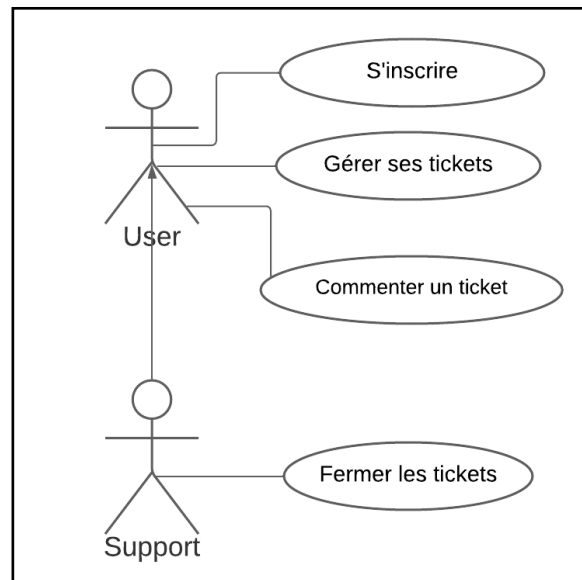 S'inscrire
Gérer ses tickets
User
Commenter un ticket
Fermer les tickets
Support